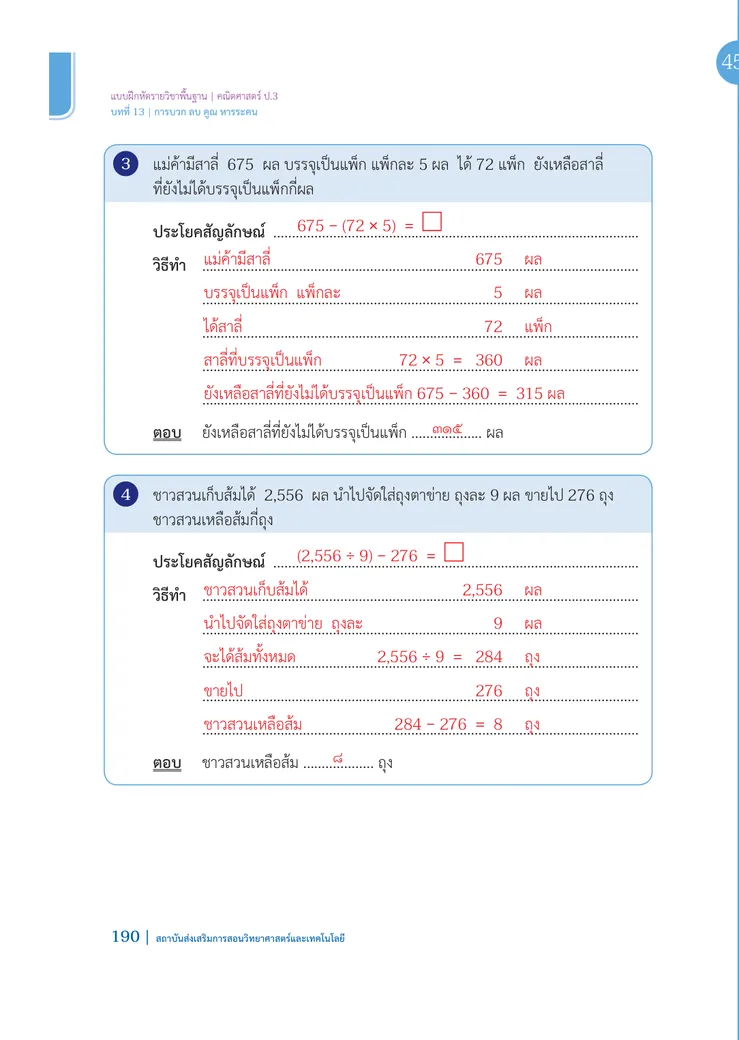 45
แบบฝึกหัดรายวิชาพื้นฐาน | คณิตศาสตร์ ป.3
บทที่ 13 | การบวก ลบ คูณ หารระคน
3 แม่ค้ามีสาลี่ 675 ผล บรรจุเป็นแพ็ก แพ็กละ 5 ผล ได้ 72 แพ็ก ยังเหลือสาลี่
ที่ยังไม่ได้บรรจุเป็นแพ็กกี่ผล
ประโยคสัญลักษณ์ 675 − (72 × 5) = □
วิธีทำ แม่ค้ามีสาลี่ 675 ผล
บรรจุเป็นแพ็ก แพ็กละ 5 ผล
ได้สาลี่ 72 แพ็ก
สาลี่ที่บรรจุเป็นแพ็ก 72 × 5 = 360 ผล
ยังเหลือสาลี่ที่ยังไม่ได้บรรจุเป็นแพ็ก 675 − 360 = 315 ผล
ตอบ ยังเหลือสาลี่ที่ยังไม่ได้บรรจุเป็นแพ็ก ๓๑๕ ผล
4 ชาวสวนเก็บส้มได้ 2,556 ผล นำไปจัดใส่ถุงตาข่าย ถุงละ 9 ผล ขายไป 276 ถุง
ชาวสวนเหลือส้มกี่ถุง
ประโยคสัญลักษณ์ (2,556 ÷ 9) − 276 = □
วิธีทำ ชาวสวนเก็บส้มได้ 2,556 ผล
นำไปจัดใส่ถุงตาข่าย ถุงละ 9 ผล
จะได้ส้มทั้งหมด 2,556 ÷ 9 = 284 ถุง
ขายไป 276 ถุง
ชาวสวนเหลือส้ม 284 − 276 = 8 ถุง
ตอบ ชาวสวนเหลือส้ม ๘ ถุง
190 | สถาบันส่งเสริมการสอนวิทยาศาสตร์และเทคโนโลยี